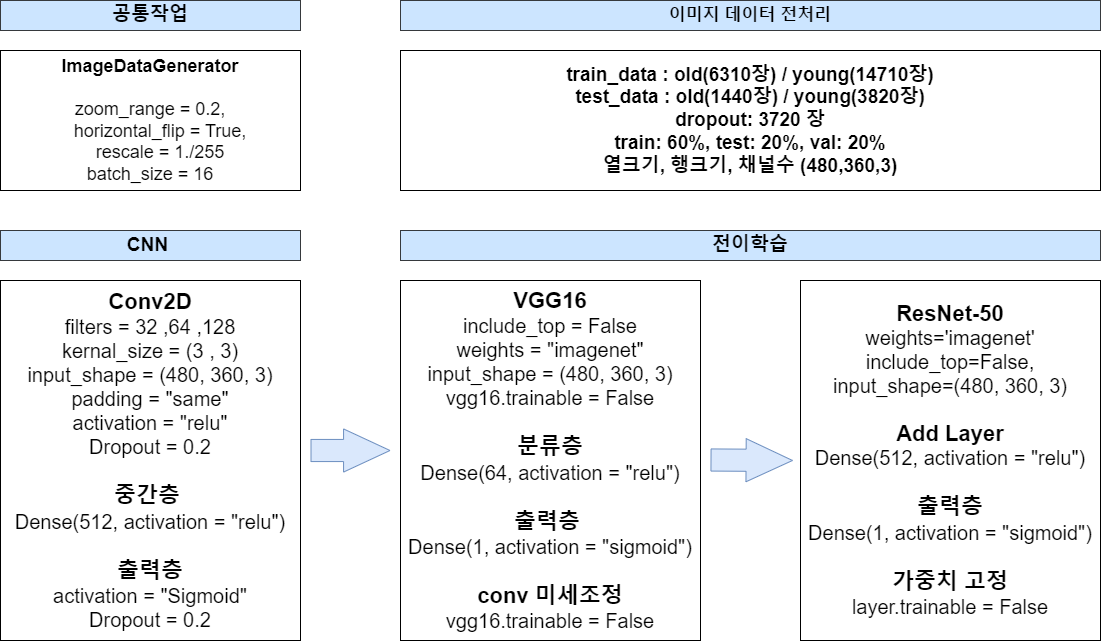 공통작업
ImageDataGenerator
zoom_range = 0.2,
horizontal_flip = True,
rescale = 1./255
batch_size = 16
이미지 데이터 전처리
train_data : old(6310장) / young(14710장)
test_data : old(1440장) / young(3820장)
dropout: 3720 장
train: 60%, test: 20%, val: 20%
열크기, 행크기, 채널수 (480,360,3)
CNN
Conv2D
filters = 32 ,64 ,128
kernal_size = (3 , 3)
input_shape = (480, 360, 3)
padding = "same"
activation = "relu"
Dropout = 0.2
중간층
Dense(512, activation = "relu")
출력층
activation = "Sigmoid"
Dropout = 0.2
전이학습
VGG16
include_top = False
weights = "imagenet"
input_shape = (480, 360, 3)
vgg16.trainable = False
분류층
Dense(64, activation = "relu")
출력층
Dense(1, activation = "sigmoid")
conv 미세조정
vgg16.trainable = False
ResNet-50
weights='imagenet'
include_top=False,
input_shape=(480, 360, 3)
Add Layer
Dense(512, activation = "relu")
출력층
Dense(1, activation = "sigmoid")
가중치 고정
layer.trainable = False